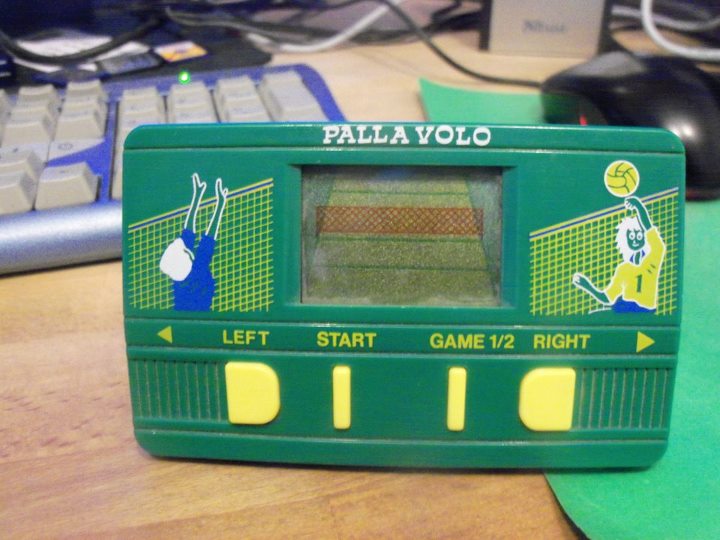 PALLA VOLO
1
LEFT START GAME 1/2 RIGHT